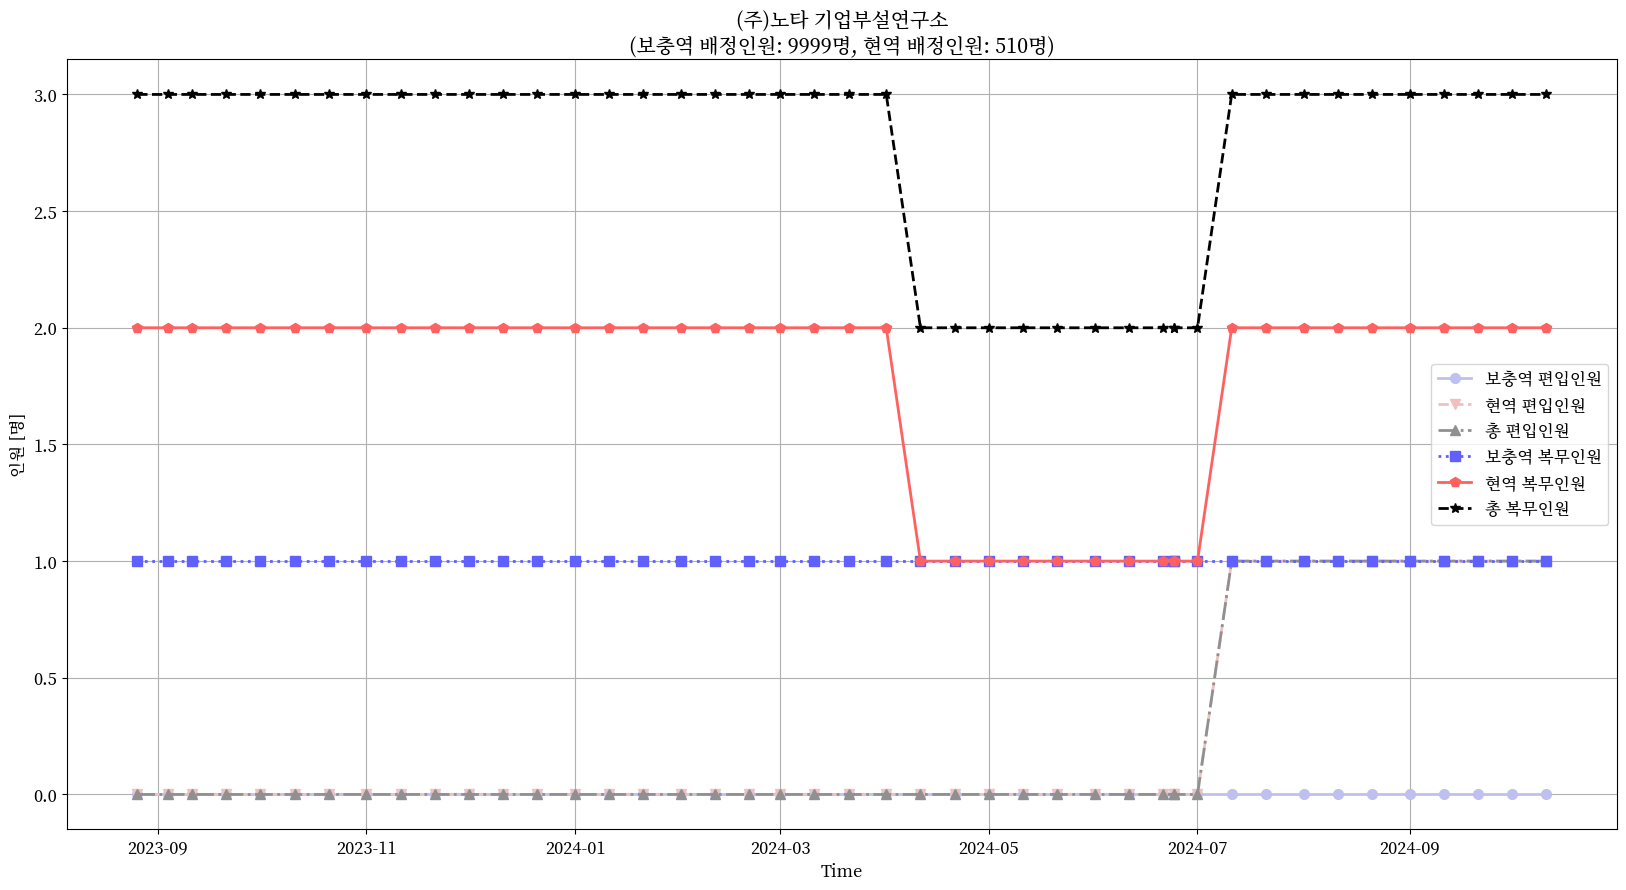 (주)노타 기업부설연구소
(보충역 배정인원: 9999명, 현역 배정인원: 510명)
인원 [명]
3.0
2.5
2.0
1.5
1.0
0.5
0.0
보충역 편입인원
현역 편입인원
총 편입인원
보충역 복무인원
현역 복무인원
총 복무인원
2023-09
2023-11
2024-01
2024-03
2024-05
2024-07
2024-09
Time